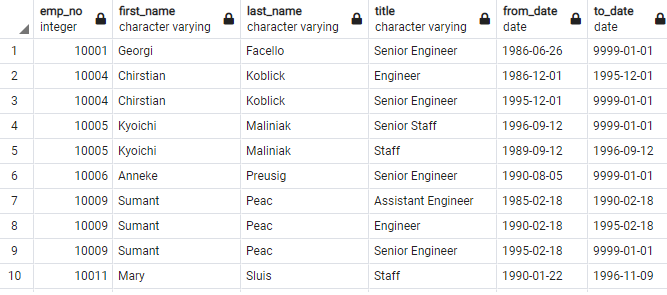 emp_no integer first_name character varying last_name character varying title character varying from_date date to_date date
1 10001 Georgi Facello Senior Engineer 1986-06-26 9999-01-01
2 10004 Chirstian Koblick Engineer 1986-12-01 1995-12-01
3 10004 Chirstian Koblick Senior Engineer 1995-12-01 9999-01-01
4 10005 Kyoichi Maliniak Senior Staff 1996-09-12 9999-01-01
5 10005 Kyoichi Maliniak Staff 1989-09-12 1996-09-12
6 10006 Anneke Preusig Senior Engineer 1990-08-05 9999-01-01
7 10009 Sumant Peac Assistant Engineer 1985-02-18 1990-02-18
8 10009 Sumant Peac Engineer 1990-02-18 1995-02-18
9 10009 Sumant Peac Senior Engineer 1995-02-18 9999-01-01
10 10011 Mary Sluis Staff 1990-01-22 1996-11-09